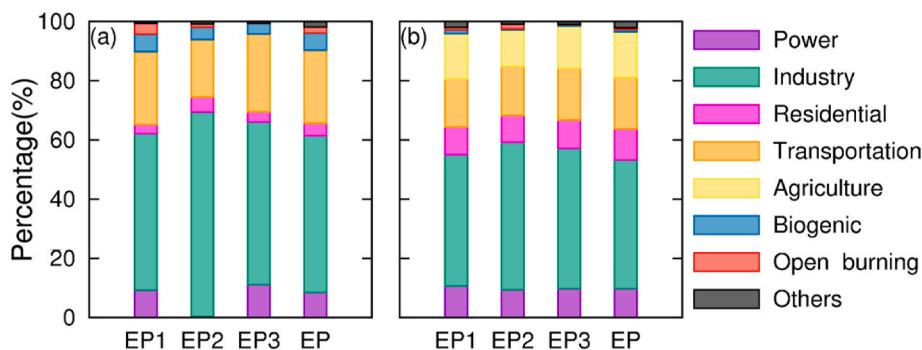 Percentage(%)
100
80
60
40
20
0
(a)
(b)
EP1 EP2 EP3 EP
EP1 EP2 EP3 EP
Power
Industry
Residential
Transportation
Agriculture
Biogenic
Open burning
Others